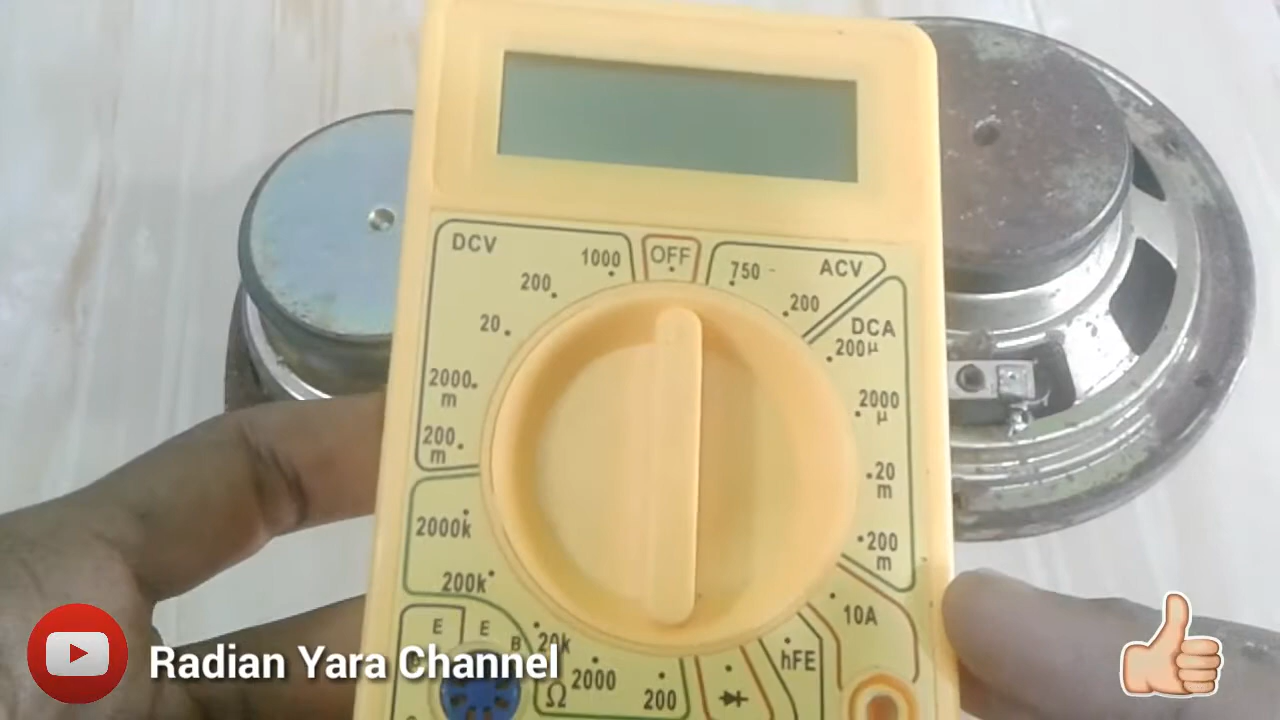 DCV
1000
OFF
750 ~
ACV
200
200
20
DCA
200µ
2000
m
2000
µ
200
m
20
m
2000k
200
m
200k
10A
E
E
B
20k
hFE
Ω
2000
200
Radian Yara Channel